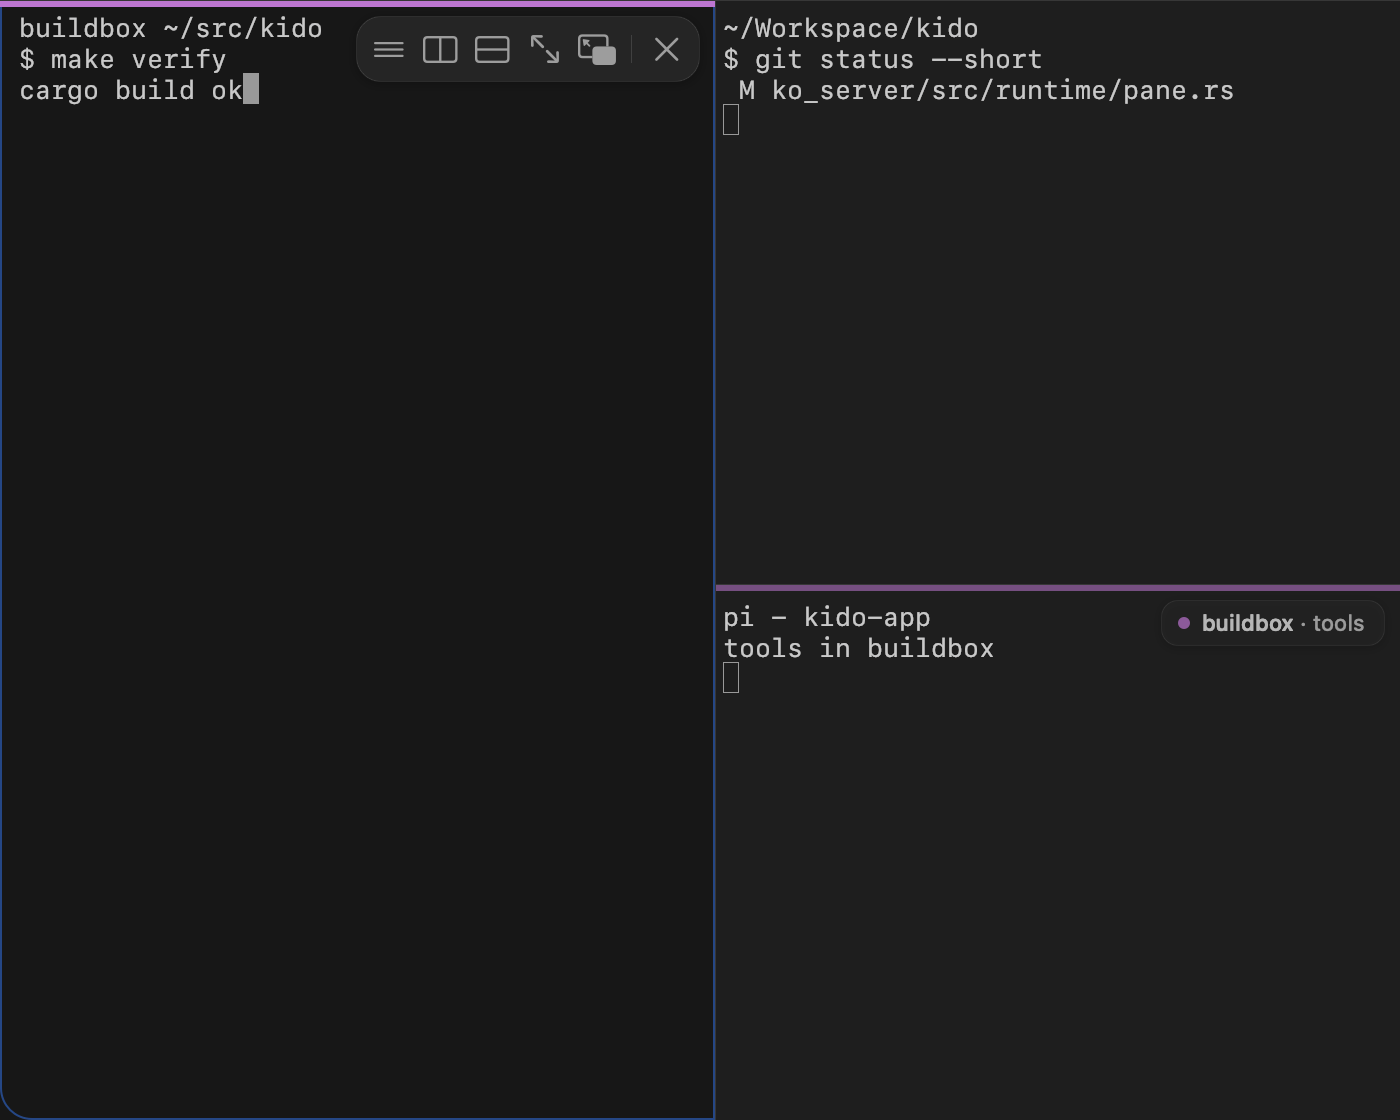 buildbox ~/src/kido
$ make verify
cargo build ok
~/Workspace/kido
$ git status --short
 M ko_server/src/runtime/pane.rs
pi - kido-app
tools in buildbox
buildbox · tools